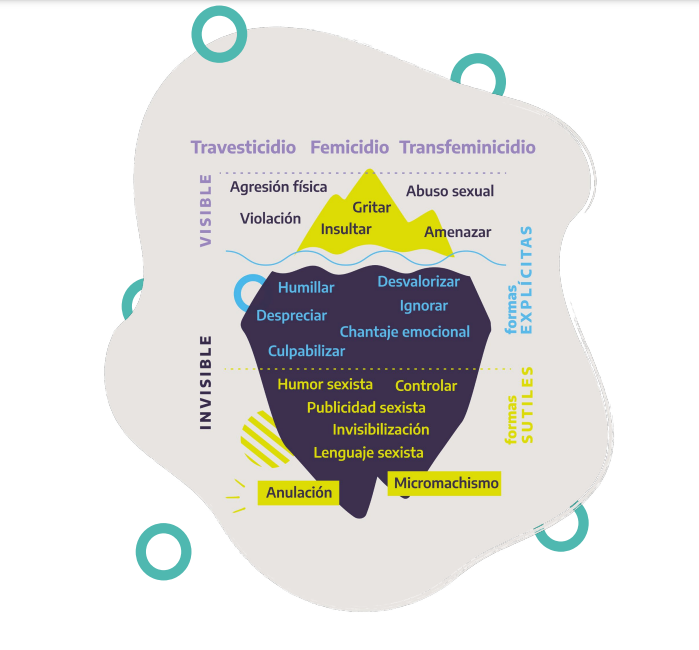 Travesticidio Femicidio Transfeminicidio
VISIBLE
Agresión física
Abuso sexual
Violación
Gritar
Insultar
Amenazar
formas
EXPLÍCITAS
Humillar
Desvalorizar
Ignorar
Despreciar
Chantaje emocional
Culpabilizar
INVISIBLE
formas
SUTILES
Humor sexista
Controlar
Publicidad sexista
Invisibilización
Lenguaje sexista
Anulación
Micromachismo